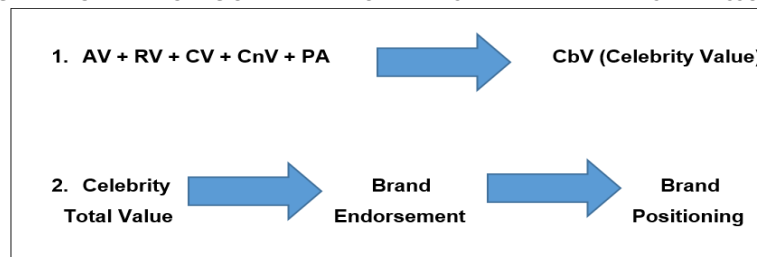 1. AV + RV + CV + CnV + PA CbV (Celebrity Value)
2. Celebrity Brand Brand
Total Value Endorsement Positioning